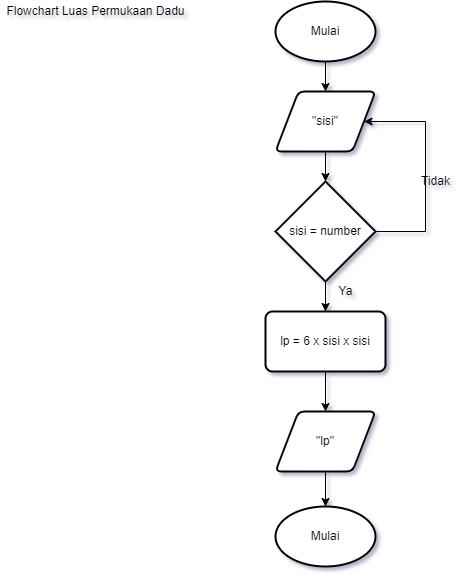 Flowchart Luas Permukaan Dadu
Mulai
"sisi"
sisi = number
Tidak
Ya
lp = 6 x sisi x sisi
"lp"
Mulai